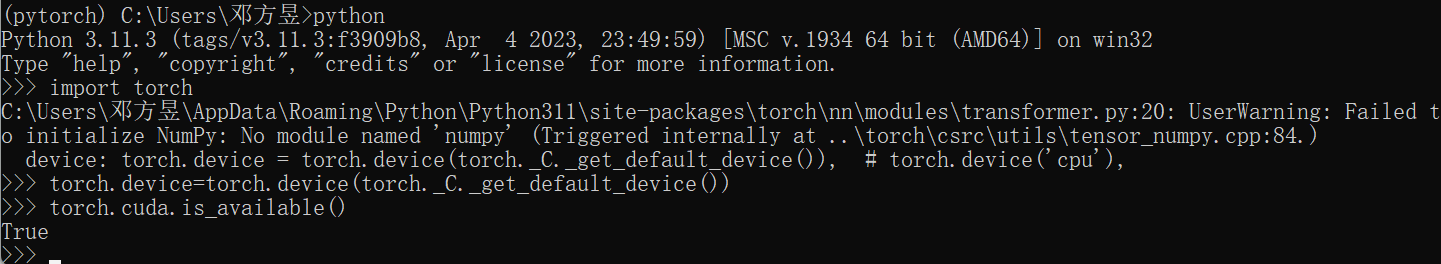 (pytorch) C:\Users\邓方昱>python
Python 3.11.3 (tags/v3.11.3:f3909b8, Apr  4 2023, 23:49:59) [MSC v.1934 64 bit (AMD64)] on win32
Type "help", "copyright", "credits" or "license" for more information.
>>> import torch
C:\Users\邓方昱\AppData\Roaming\Python\Python311\site-packages\torch\nn\modules\transformer.py:20: UserWarning: Failed t
o initialize NumPy: No module named 'numpy' (Triggered internally at ..\torch\csrc\utils\tensor_numpy.cpp:84.)
  device: torch.device = torch.device(torch._C._get_default_device()),  # torch.device('cpu'),
>>> torch.device=torch.device(torch._C._get_default_device())
>>> torch.cuda.is_available()
True
>>>